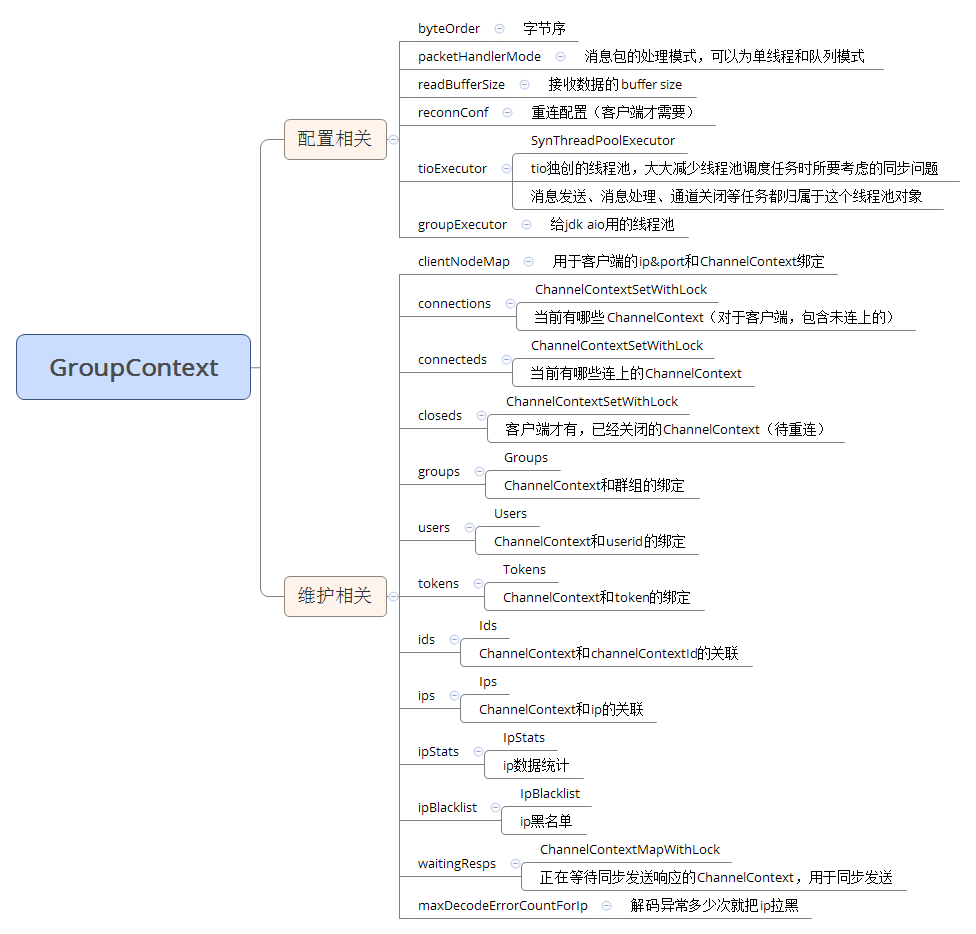 GroupContext
配置相关
byteOrder 字节序
packetHandlerMode 消息包的处理模式，可以为单线程和队列模式
readBufferSize 接收数据的buffer size
reconnConf 重连配置（客户端才需要）
tioExecutor
SynThreadPoolExecutor
tio独创的线程池，大大减少线程池调度任务时所要考虑的同步问题
消息发送、消息处理、通道关闭等任务都归属于这个线程池对象
groupExecutor 给jdk aio用的线程池
维护相关
clientNodeMap 用于客户端的ip&port和ChannelContext绑定
connections
ChannelContextSetWithLock
当前有哪些ChannelContext（对于客户端，包含未连上的）
connecteds
ChannelContextSetWithLock
当前有哪些连上的ChannelContext
closeds
ChannelContextSetWithLock
客户端才有，已经关闭的ChannelContext（待重连）
groups
Groups
ChannelContext和群组的绑定
users
Users
ChannelContext和userid的绑定
tokens
Tokens
ChannelContext和token的绑定
ids
Ids
ChannelContext和channelContextId的关联
ips
Ips
ChannelContext和ip的关联
ipStats
IpStats
ip数据统计
ipBlacklist
IpBlacklist
ip黑名单
waitingResps
ChannelContextMapWithLock
正在等待同步发送响应的ChannelContext，用于同步发送
maxDecodeErrorCountForIp 解码异常多少次就把ip拉黑